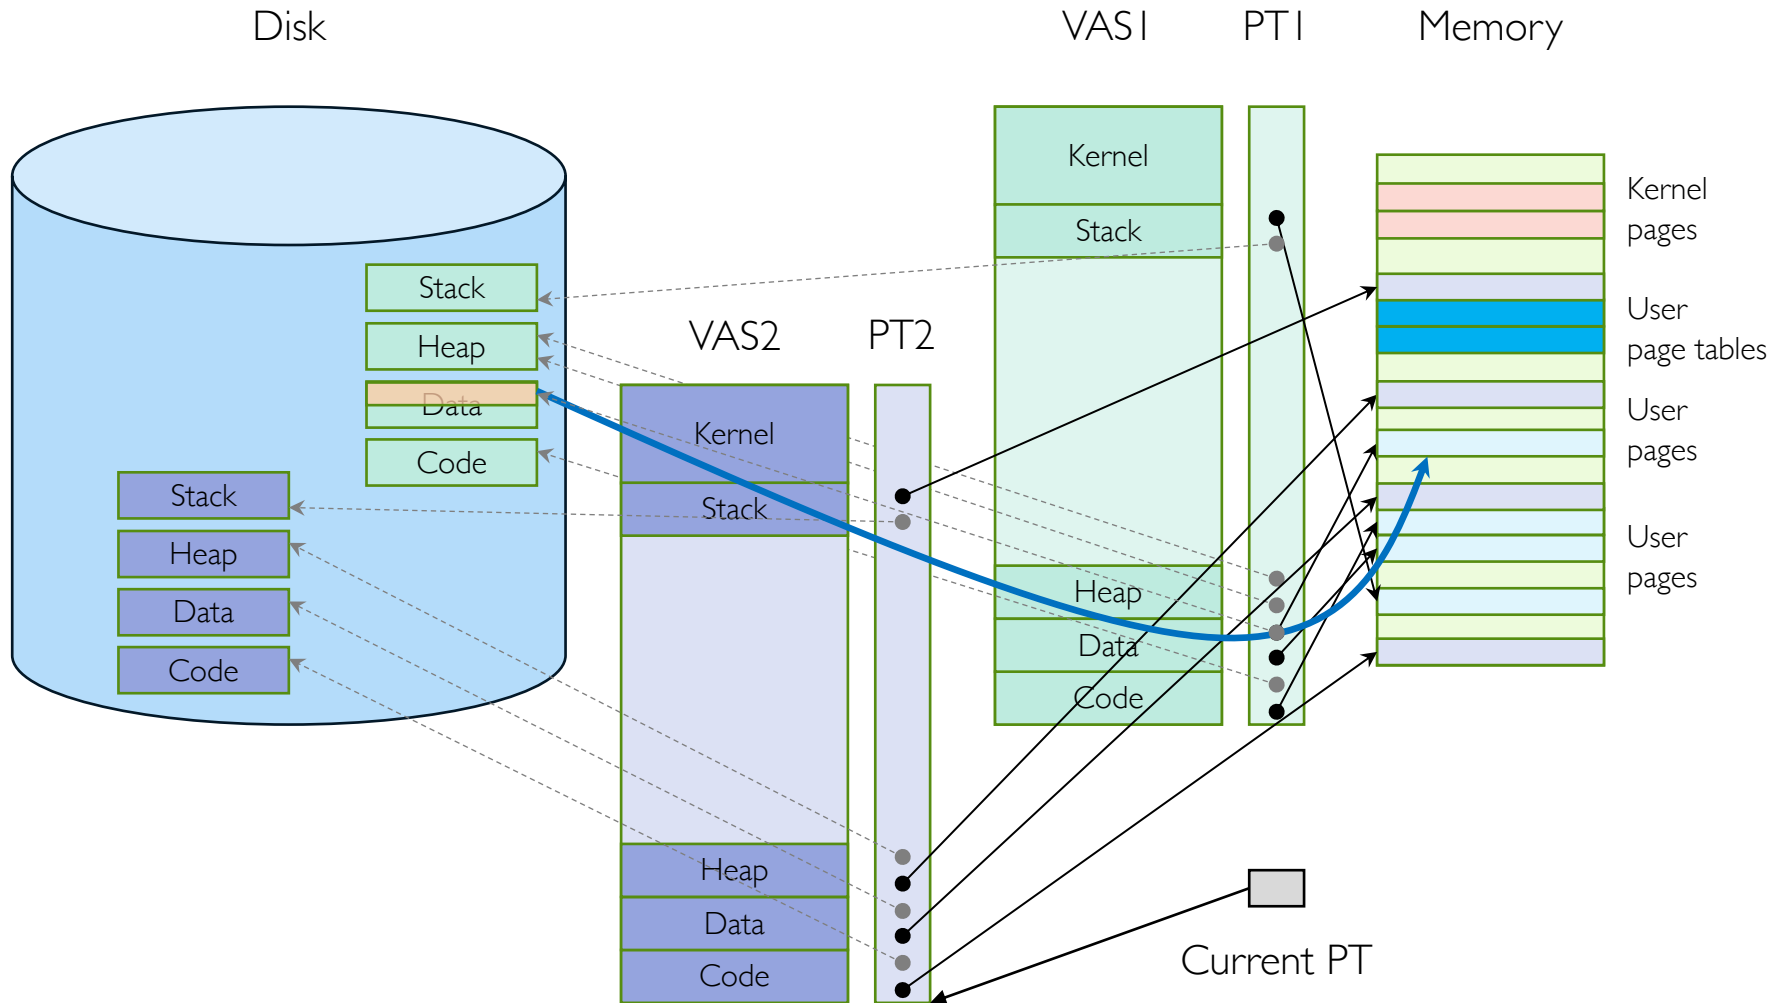 Disk
VAS1
PT1
Memory
Kernel
Stack
Kernel
pages
Stack
Heap
Data
Code
VAS2
PT2
User
page tables
User
pages
Kernel
Stack
Stack
Heap
Data
Code
Heap
Data
Code
User
pages
Heap
Data
Code
Current PT